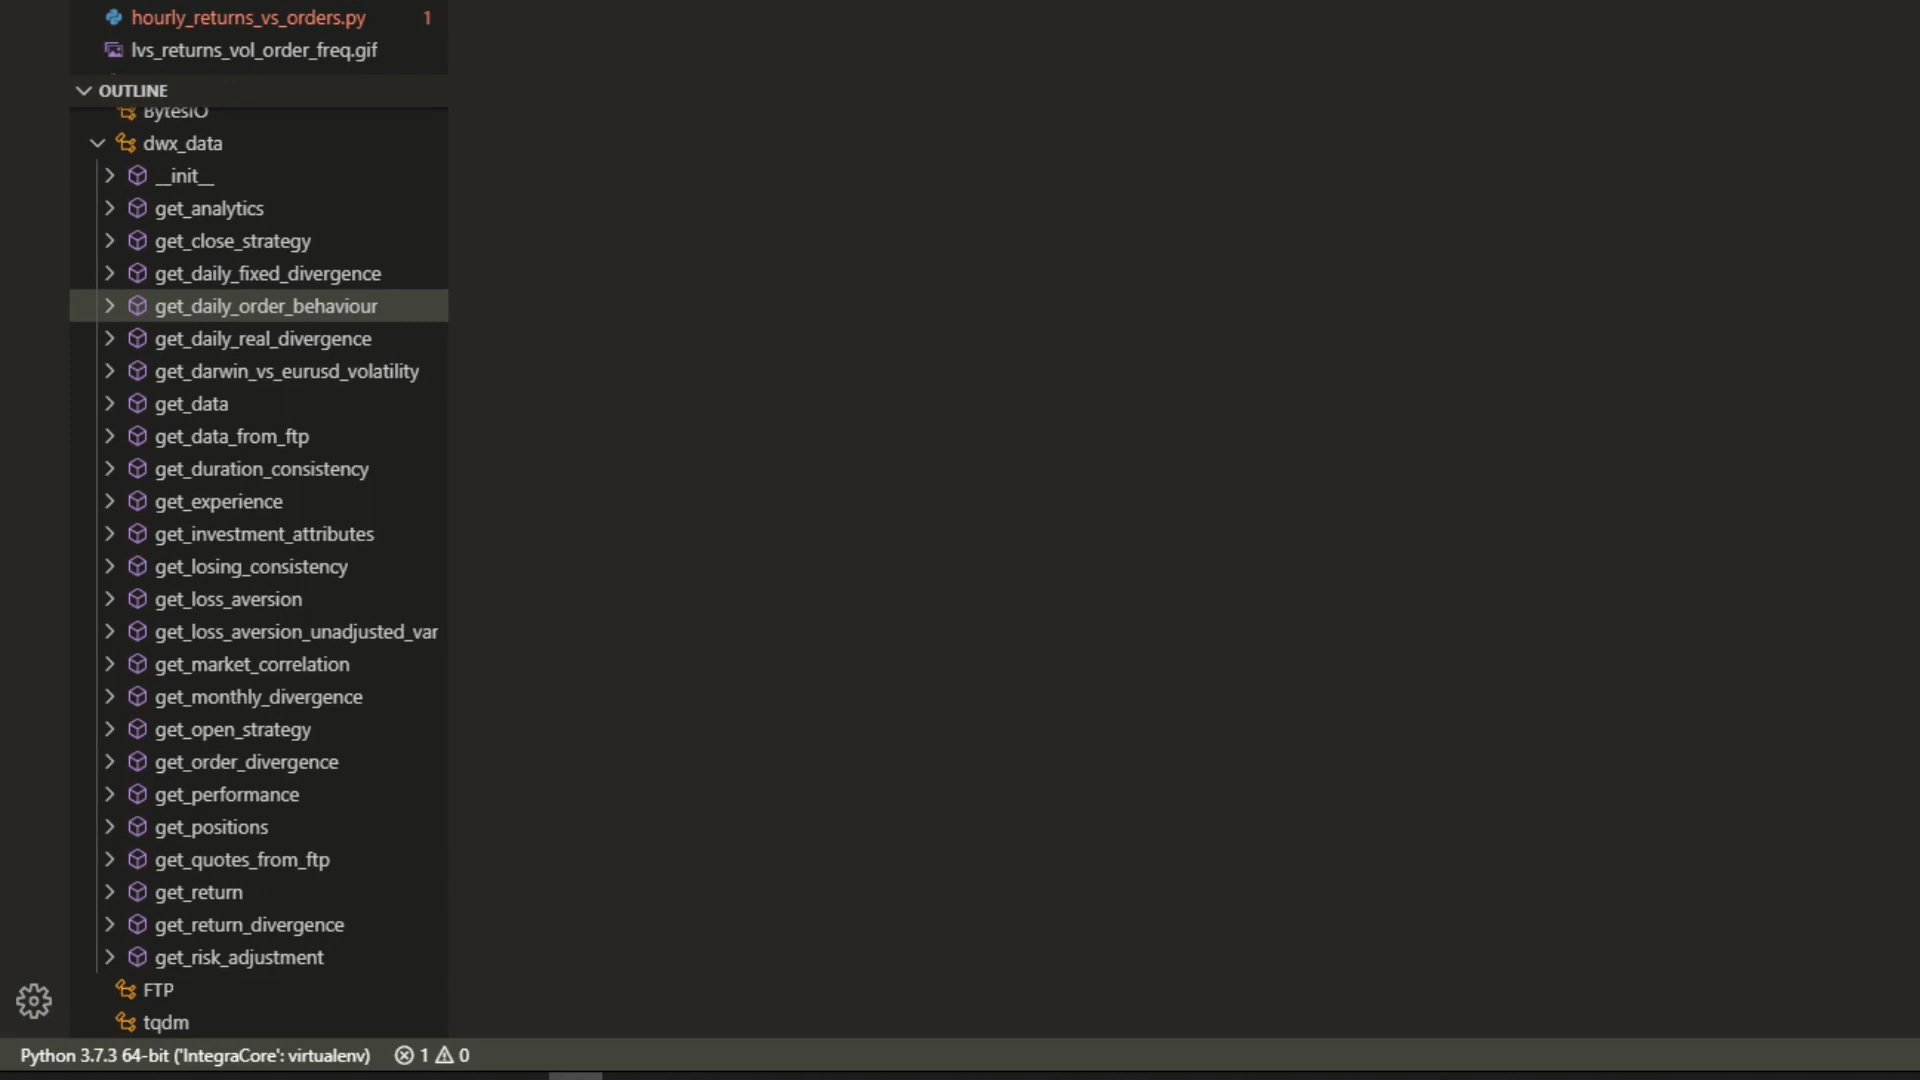 hourly_returns_vs_orders.py 1
lvs_returns_vol_order_freq.gif
OUTLINE
BytesIO
dwx_data
__init__
get_analytics
get_close_strategy
get_daily_fixed_divergence
get_daily_order_behaviour
get_daily_real_divergence
get_darwin_vs_eurusd_volatility
get_data
get_data_from_ftp
get_duration_consistency
get_experience
get_investment_attributes
get_losing_consistency
get_loss_aversion
get_loss_aversion_unadjusted_var
get_market_correlation
get_monthly_divergence
get_open_strategy
get_order_divergence
get_performance
get_positions
get_quotes_from_ftp
get_return
get_return_divergence
get_risk_adjustment
FTP
tqdm
Python 3.7.3 64-bit ('IntegraCore': virtualenv) 1 0